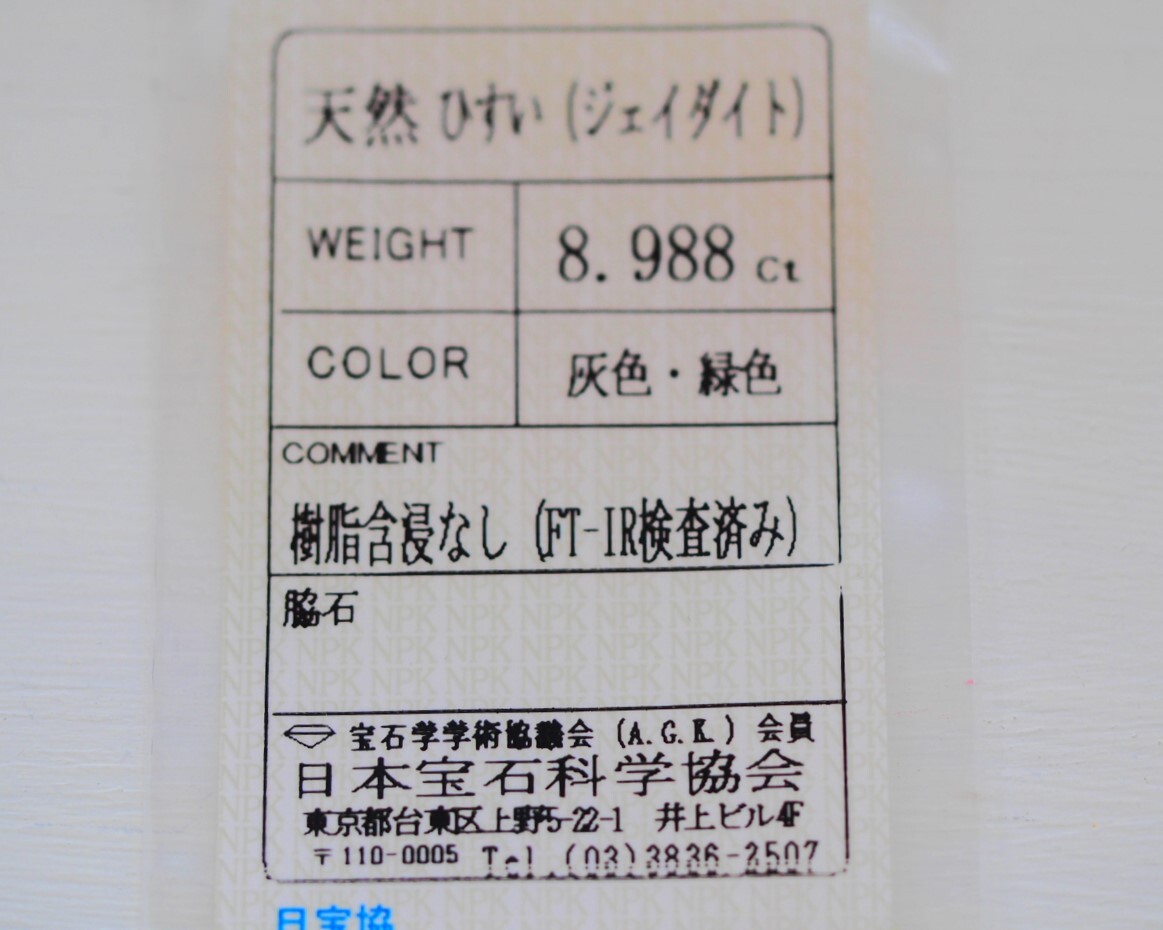 天然 ひすい (ジェイダイト)
WEIGHT 8.988 Ct
COLOR 灰色・緑色
COMMENT
樹脂含浸なし (FT-IR検査済み)
脇石
宝石学学術協議会 (A.G.K.) 会員
日本宝石科学協会
東京都台東区上野5-22-1 井上ビル4F
〒110-0005 Tel.(03)3836-2507
日宝協